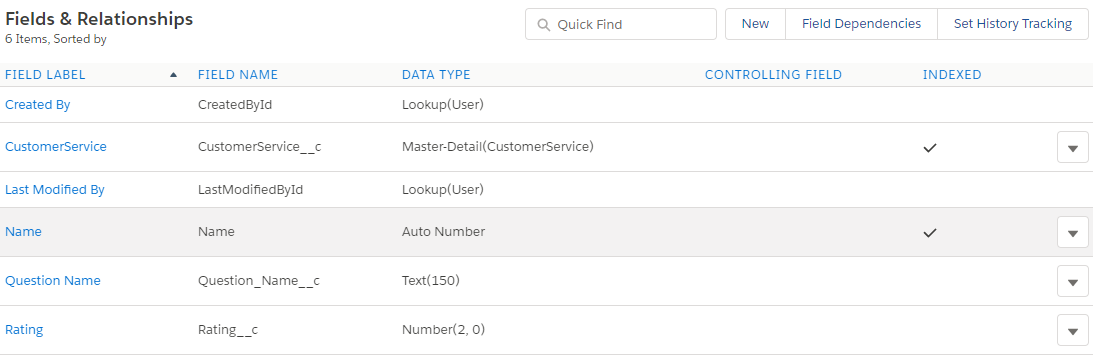 Fields & Relationships
6 Items, Sorted by
Quick Find
New Field Dependencies Set History Tracking
FIELD LABEL FIELD NAME DATA TYPE CONTROLLING FIELD INDEXED
Created By CreatedById Lookup(User)
CustomerService CustomerService__c Master-Detail(CustomerService)
Last Modified By LastModifiedById Lookup(User)
Name Name Auto Number
Question Name Question_Name__c Text(150)
Rating Rating__c Number(2, 0)